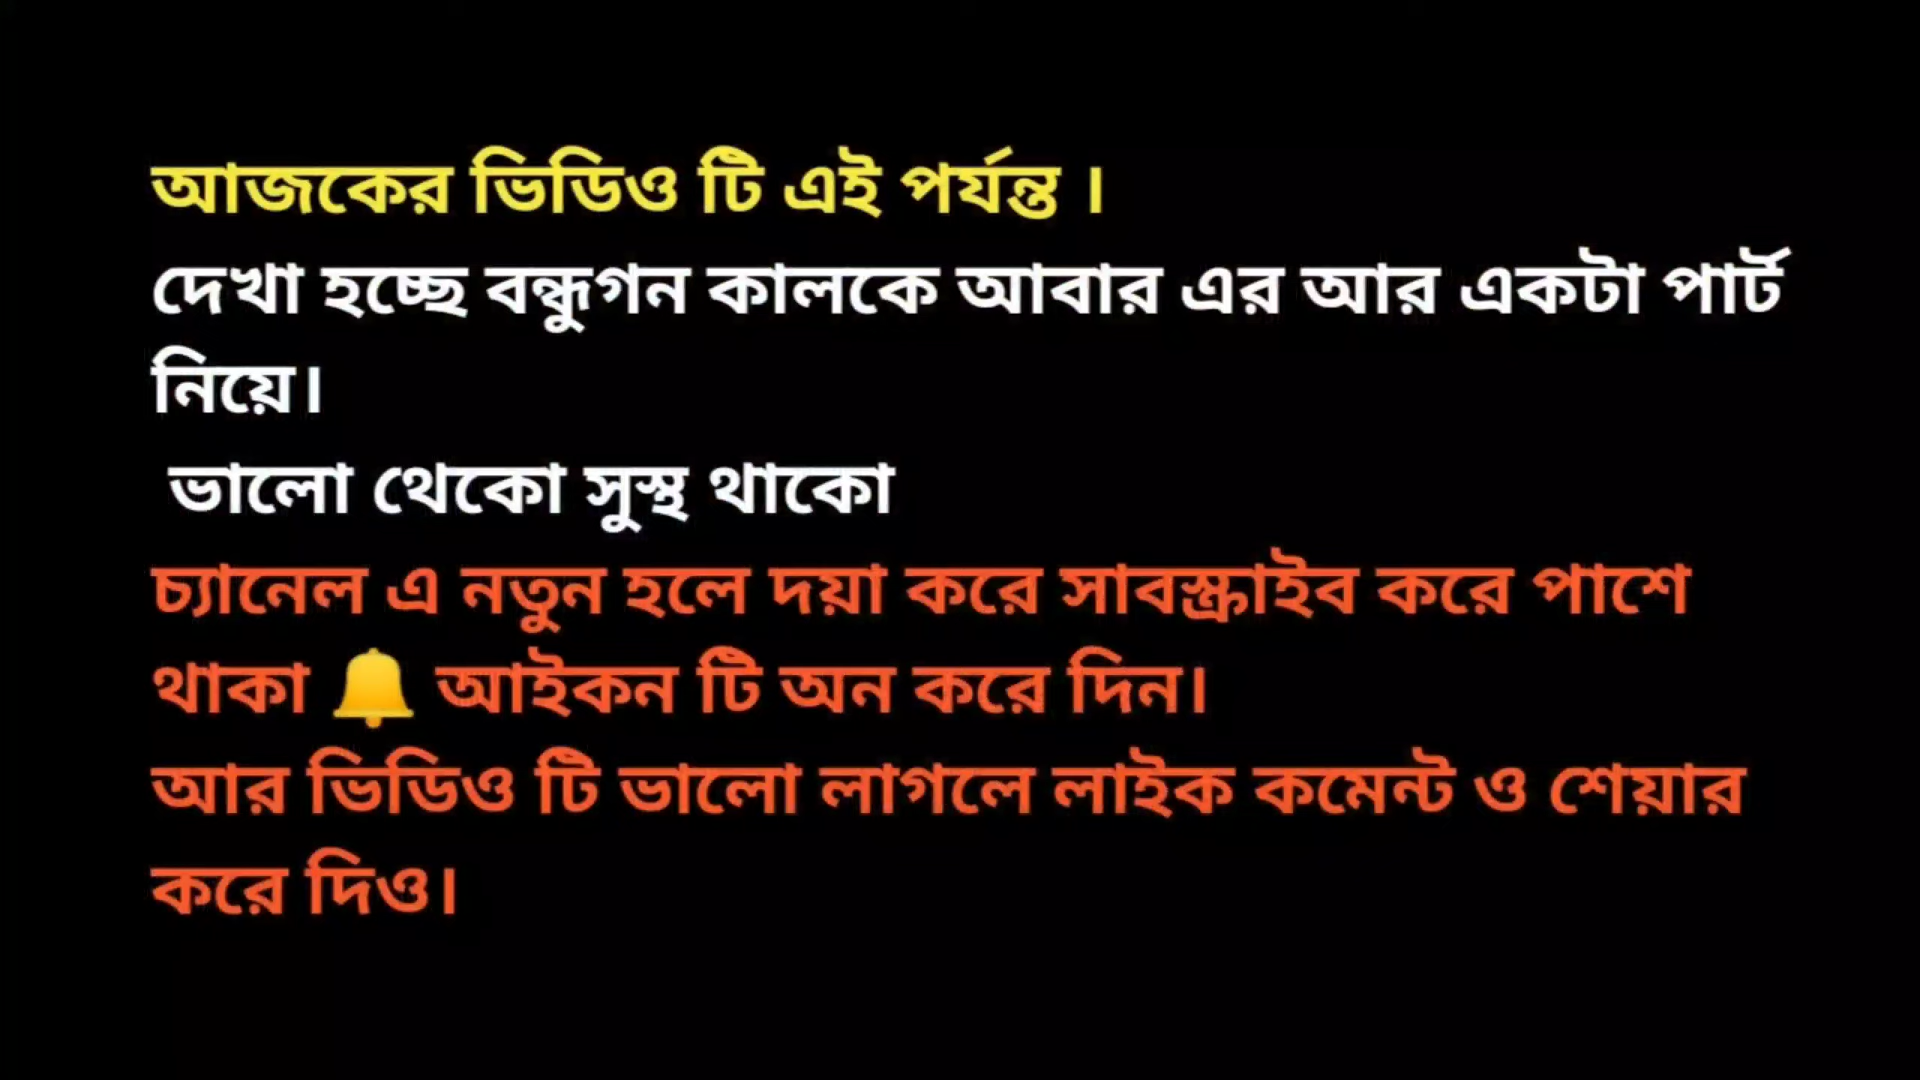 আজকের ভিডিও টি এই পর্যন্ত ।
দেখা হচ্ছে বন্ধুগন কালকে আবার এর আর একটা পার্ট
নিয়ে।
ভালো থেকো সুস্থ থাকো
চ্যানেল এ নতুন হলে দয়া করে সাবস্ক্রাইব করে পাশে
থাকা 🔔 আইকন টি অন করে দিন।
আর ভিডিও টি ভালো লাগলে লাইক কমেন্ট ও শেয়ার
করে দিও।